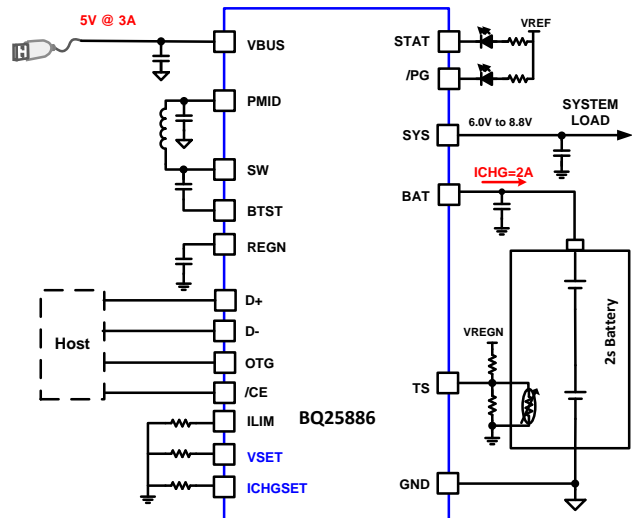 5V @ 3A
VBUS
PMID
SW
BTST
REGN
D+
D-
OTG
/CE
ILIM
VSET
ICHGSET
Host
BQ25886
STAT
/PG
SYS
BAT
TS
GND
VREF
SYSTEM
LOAD
6.0V to 8.8V
ICHG=2A
VREGN
2s Battery